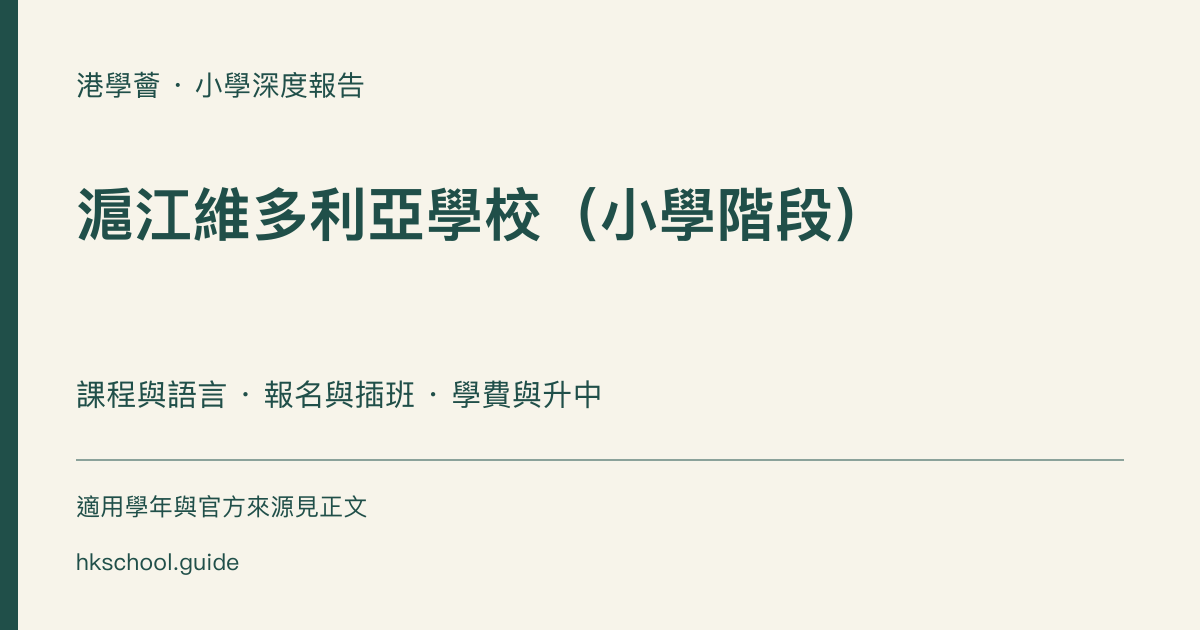 港學薈 · 小學深度報告
滬江維多利亞學校（小學階段）
課程與語言 · 報名與插班 · 學費與升中
適用學年與官方來源見正文
hkschool.guide